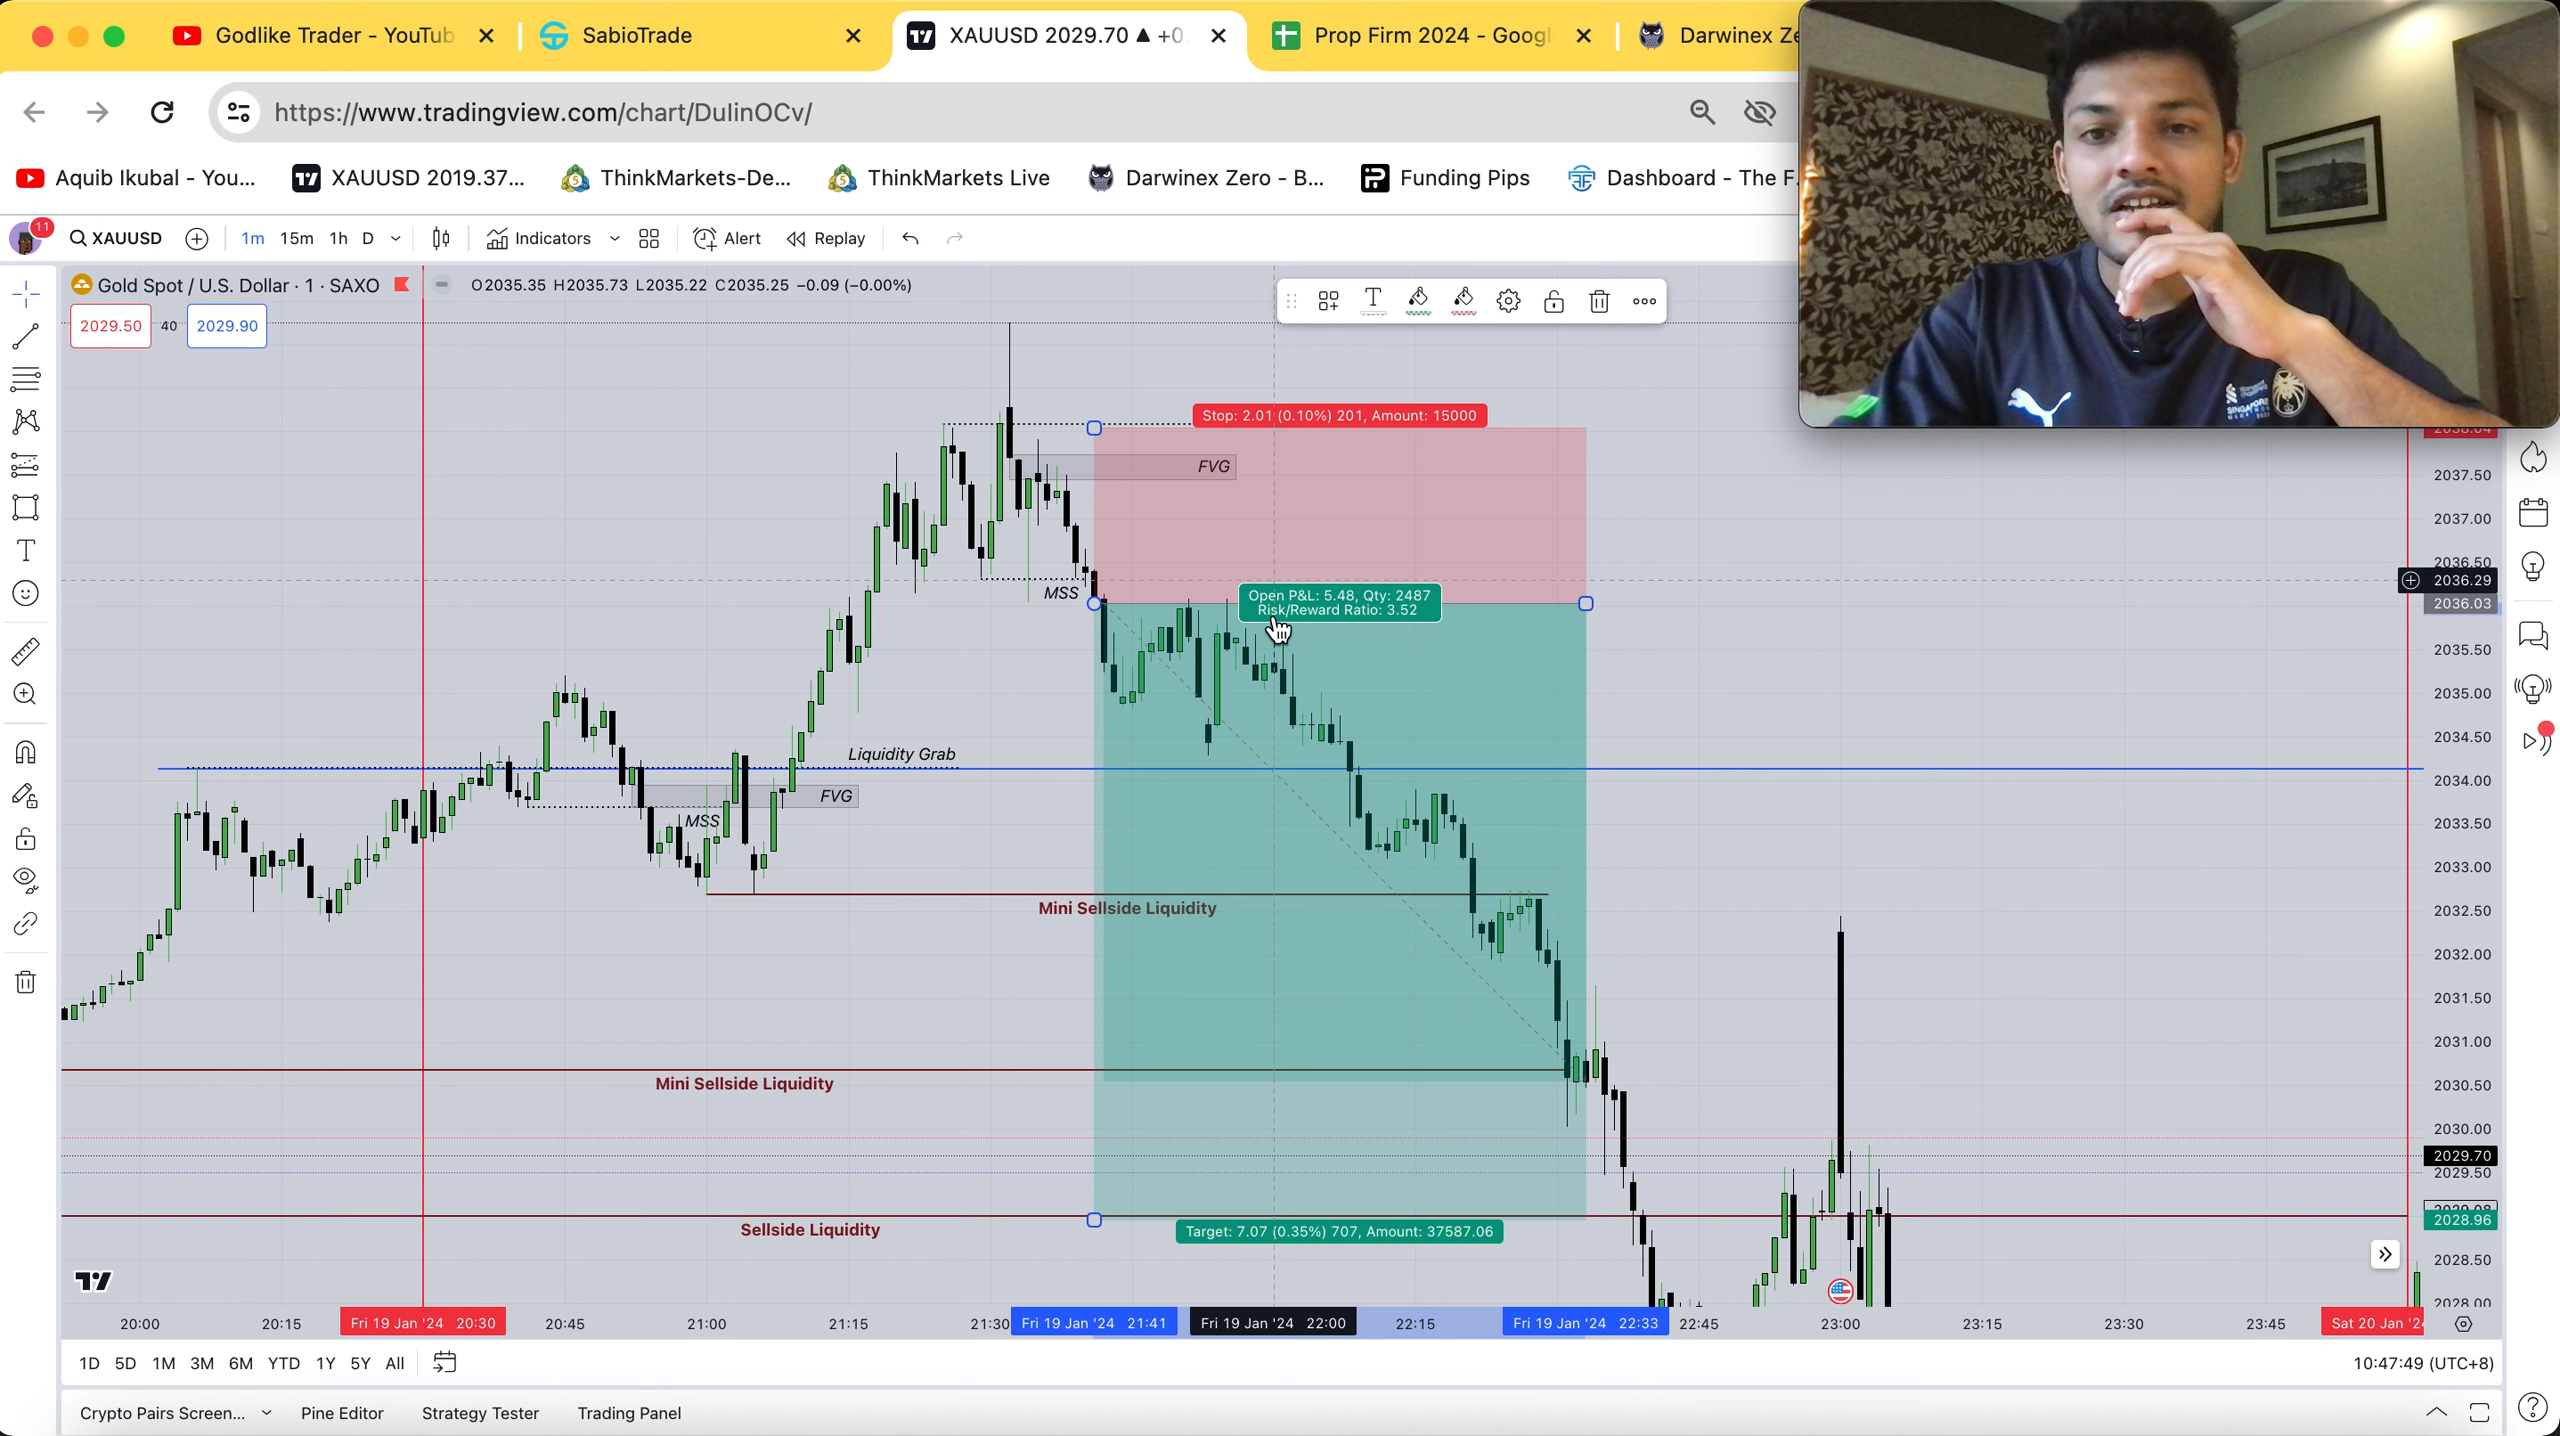 Godlike Trader - YouTub
SabioTrade
XAUUSD 2029.70 ▲ +0.
Prop Firm 2024 - Googl
Darwinex Ze
https://www.tradingview.com/chart/DulinOCv/
Aquib Ikubal - You...
XAUUSD 2019.37...
ThinkMarkets-De...
ThinkMarkets Live
Darwinex Zero - B...
Funding Pips
Dashboard - The F.
11
XAUUSD
1m 15m 1h D
Indicators
Alert
Replay
Gold Spot / U.S. Dollar · 1 · SAXO
O2035.35 H2035.73 L2035.22 C2035.25 −0.09 (−0.00%)
2029.50 40 2029.90
Stop: 2.01 (0.10%) 201, Amount: 15000
FVG
MSS
Open P&L: 5.48, Qty: 2487
Risk/Reward Ratio: 3.52
Liquidity Grab
FVG
MSS
Mini Sellside Liquidity
Mini Sellside Liquidity
Sellside Liquidity
Target: 7.07 (0.35%) 707, Amount: 37587.06
SINGAPORE
2038.04
2037.50
2037.00
2036.50
2036.29
2036.03
2035.50
2035.00
2034.50
2034.00
2033.50
2033.00
2032.50
2032.00
2031.50
2031.00
2030.50
2030.00
2029.70
2029.50
2028.96
2028.50
2028.00
20:00 20:15 Fri 19 Jan '24 20:30 20:45 21:00 21:15 21:30 Fri 19 Jan '24 21:41 Fri 19 Jan '24 22:00 22:15 Fri 19 Jan '24 22:33 22:45 23:00 23:15 23:30 23:45 Sat 20 Jan '24
1D 5D 1M 3M 6M YTD 1Y 5Y All
10:47:49 (UTC+8)
Crypto Pairs Screen...
Pine Editor
Strategy Tester
Trading Panel